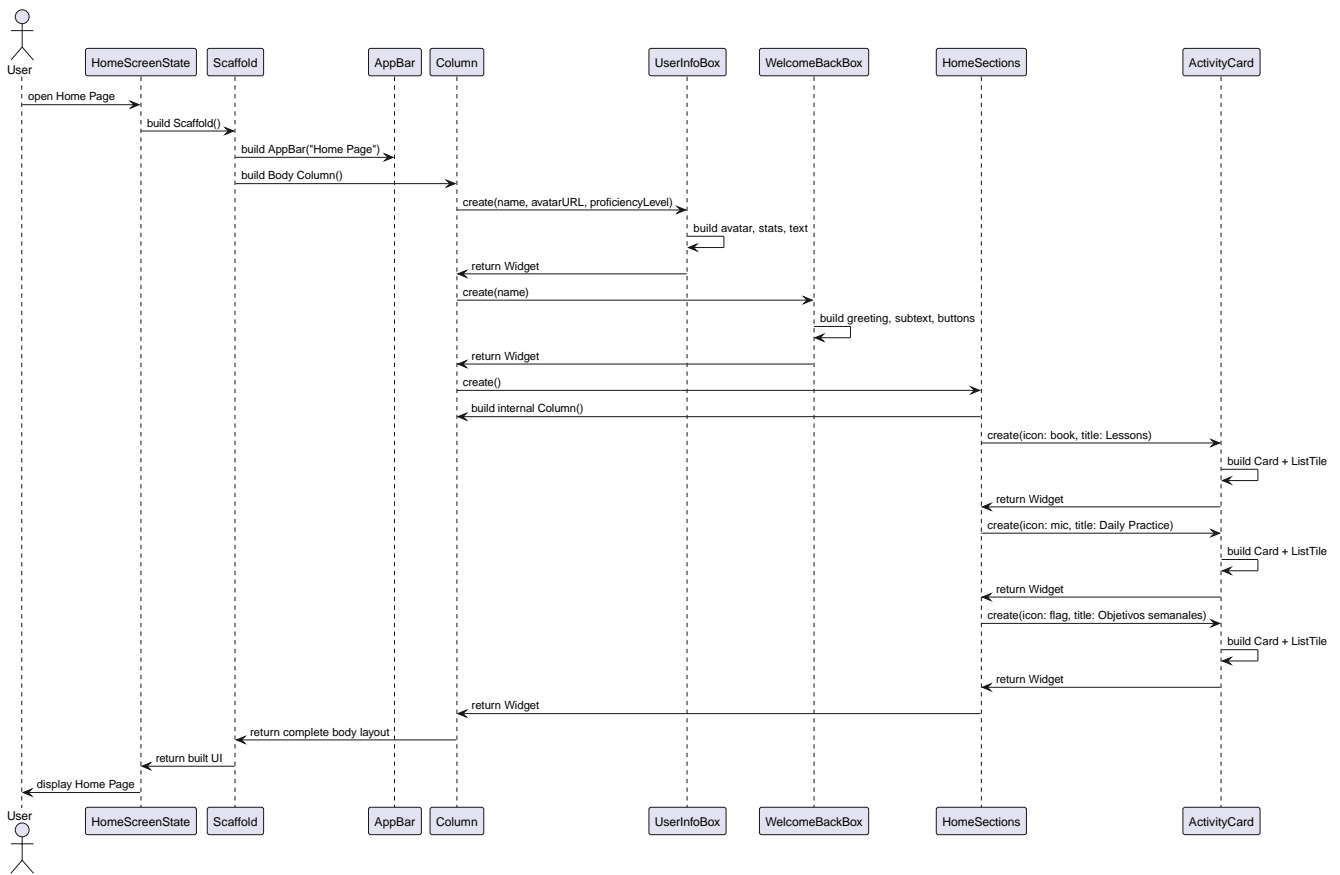 User
HomeScreenState
Scaffold
AppBar
Column
UserInfoBox
WelcomeBackBox
HomeSections
ActivityCard
open Home Page
build Scaffold()
build AppBar("Home Page")
build Body Column()
create(name, avatarURL, proficiencyLevel)
build avatar, stats, text
return Widget
create(name)
build greeting, subtext, buttons
return Widget
create()
build internal Column()
create(icon: book, title: Lessons)
build Card + ListTile
return Widget
create(icon: mic, title: Daily Practice)
build Card + ListTile
return Widget
create(icon: flag, title: Objetivos semanales)
build Card + ListTile
return Widget
return Widget
return complete body layout
return built UI
display Home Page
User
HomeScreenState
Scaffold
AppBar
Column
UserInfoBox
WelcomeBackBox
HomeSections
ActivityCard